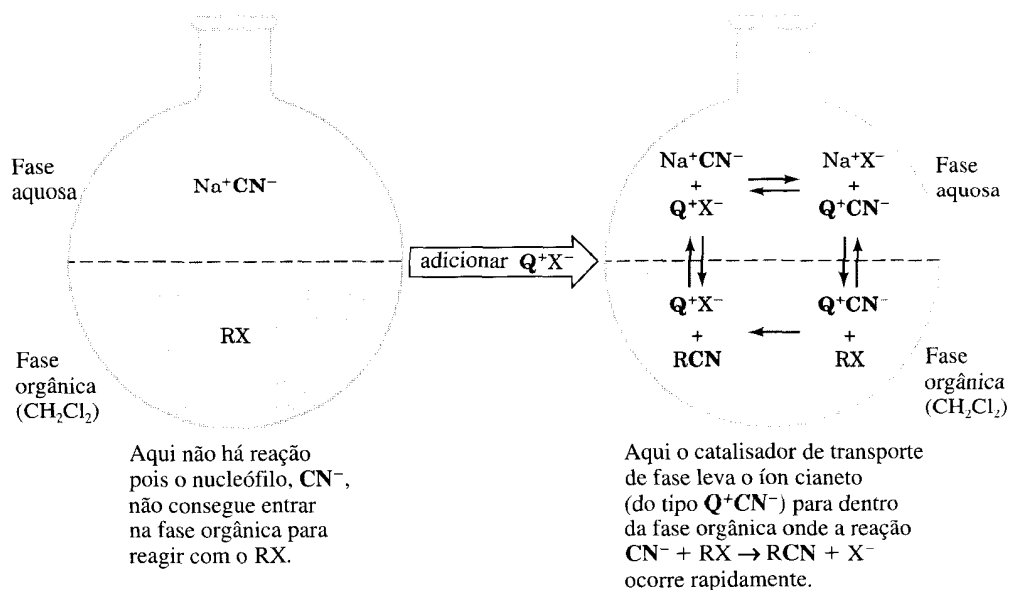 Fase
aquosa
Na⁺CN⁻
Fase
orgânica
(CH₂Cl₂)
RX
Aqui não há reação
pois o nucleófilo, CN⁻,
não consegue entrar
na fase orgânica para
reagir com o RX.
adicionar Q⁺X⁻
Na⁺CN⁻ Na⁺X⁻
+ +
Q⁺X⁻ Q⁺CN⁻
Fase
aquosa
Q⁺X⁻ Q⁺CN⁻
+ +
RCN RX
Fase
orgânica
(CH₂Cl₂)
Aqui o catalisador de transporte
de fase leva o íon cianeto
(do tipo Q⁺CN⁻) para dentro
da fase orgânica onde a reação
CN⁻ + RX → RCN + X⁻
ocorre rapidamente.